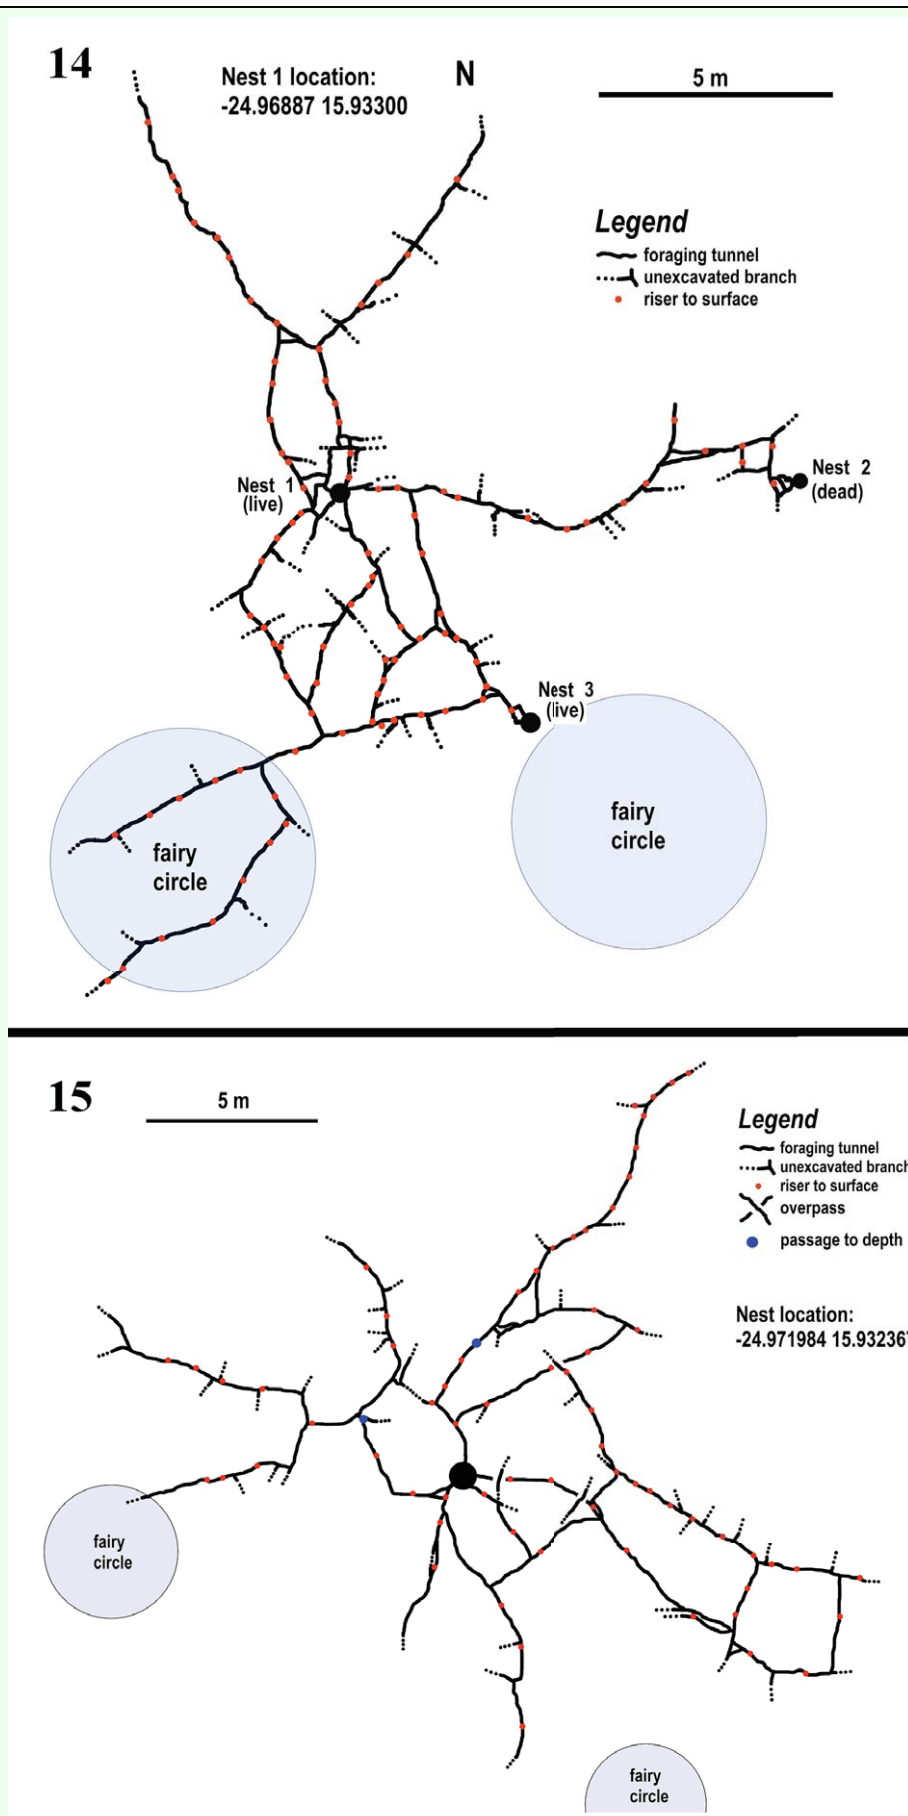 14
Nest 1 location:
-24.96887 15.93300
N
5 m
Legend
foraging tunnel
unexcavated branch
riser to surface
Nest 1
(live)
Nest 2
(dead)
Nest 3
(live)
fairy
circle
fairy
circle
15
5 m
Legend
foraging tunnel
unexcavated branch
riser to surface
overpass
passage to depth
Nest location:
-24.971984 15.932367
fairy
circle
fairy
circle